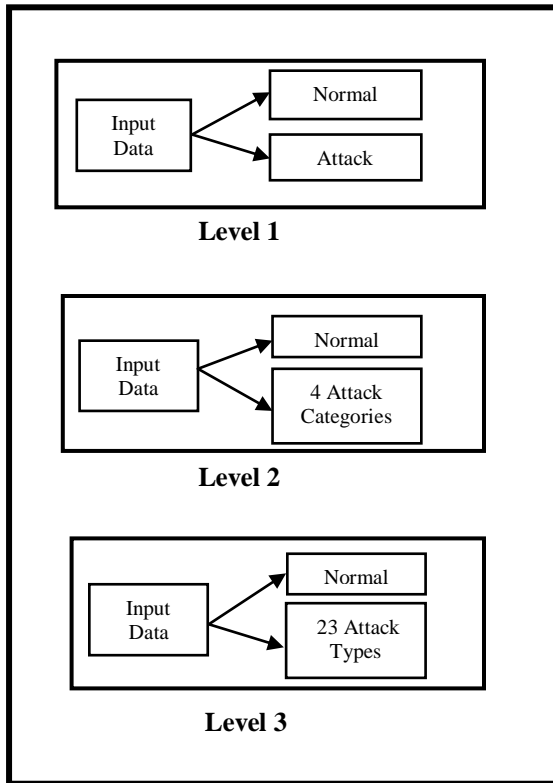 Input
Data
Normal
Attack
Level 1
Input
Data
Normal
4 Attack
Categories
Level 2
Input
Data
Normal
23 Attack
Types
Level 3